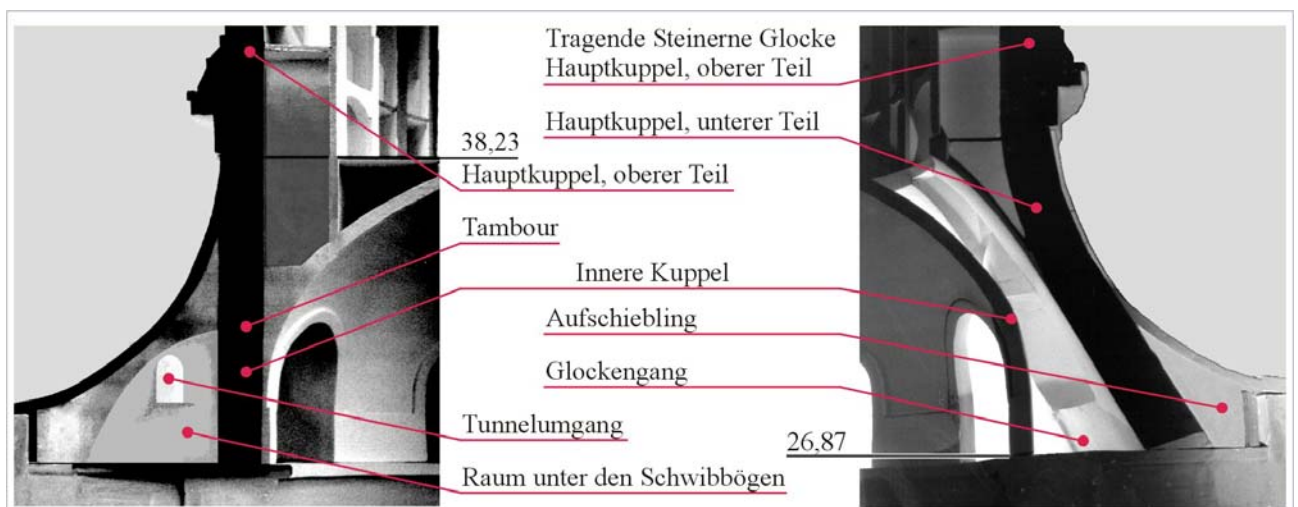 Tragende Steinerne Glocke
Hauptkuppel, oberer Teil
Hauptkuppel, unterer Teil
38,23
Hauptkuppel, oberer Teil
Tambour
Innere Kuppel
Aufschiebling
Glockengang
Tunnelumgang
26,87
Raum unter den Schwibbögen